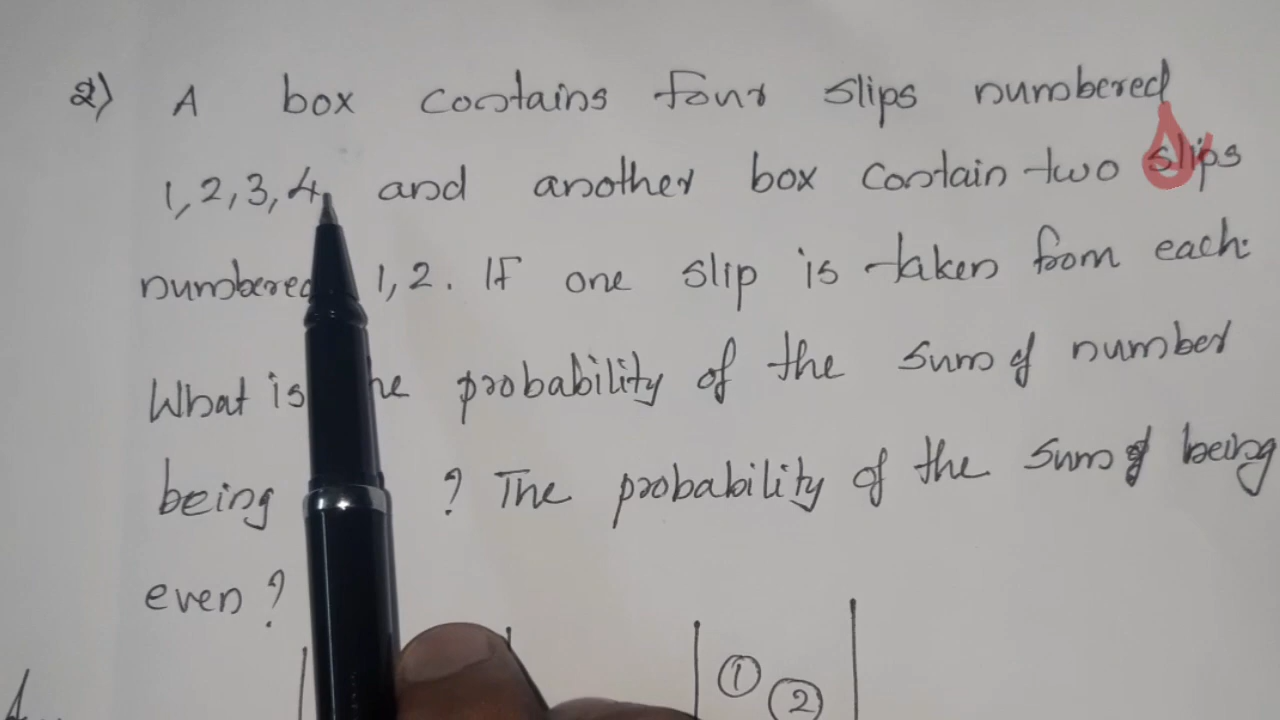 2) A box contains four slips numbered
1,2,3,4, and another box contain two slips
numbered 1,2. If one slip is taken from each.
What is the probability of the sum of number
being ? The probability of the sum of being
even?
① ②